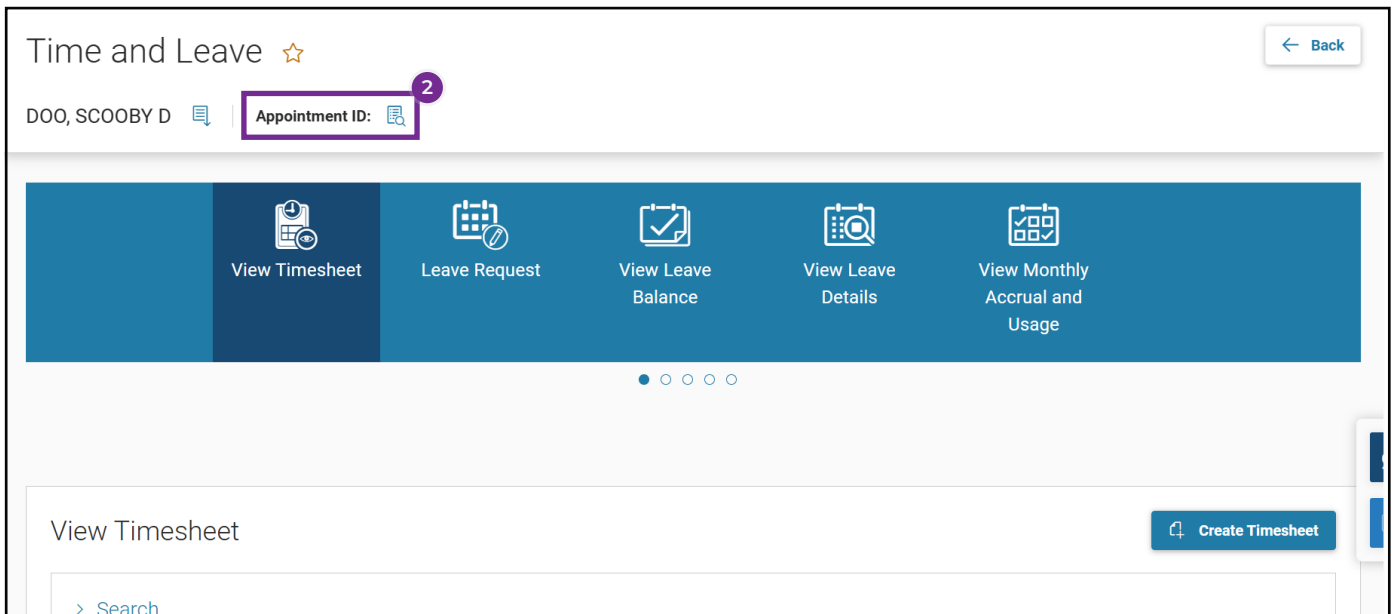 Time and Leave
Back
2
DOO, SCOOBY D
Appointment ID:
View Timesheet
Leave Request
View Leave
Balance
View Leave
Details
View Monthly
Accrual and
Usage
View Timesheet
Create Timesheet
Search